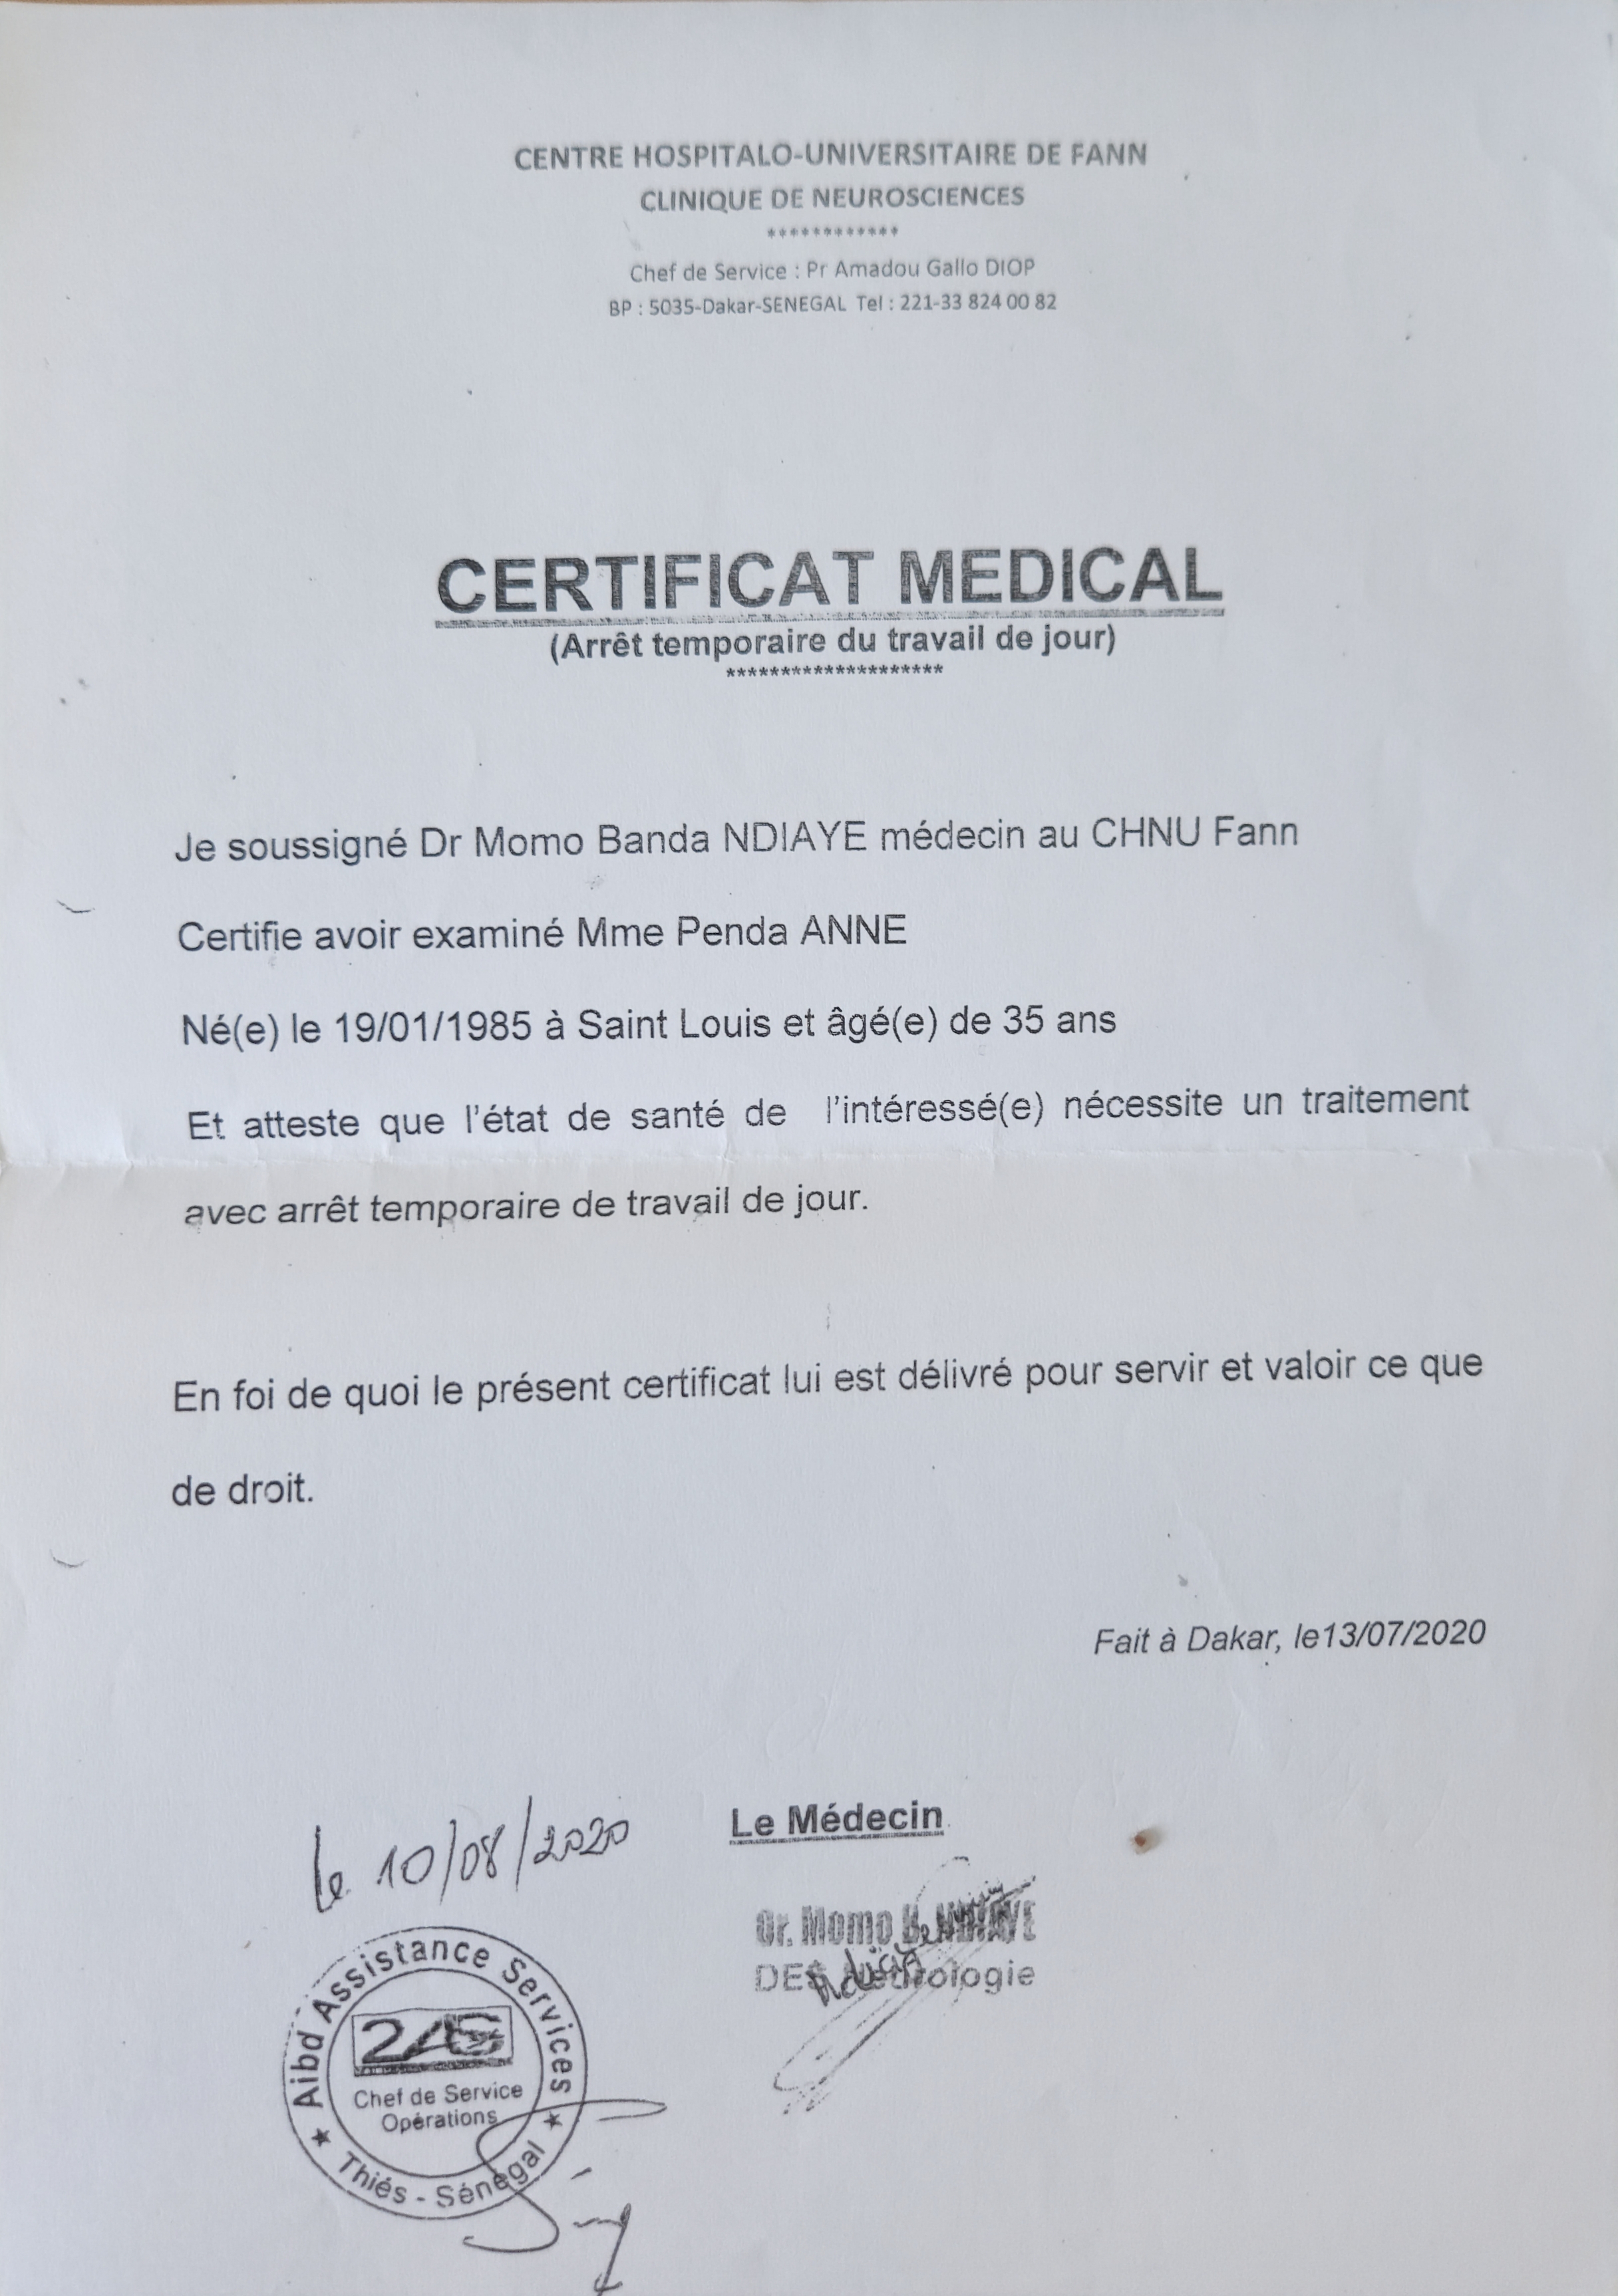 CENTRE HOSPITALO-UNIVERSITAIRE DE FANN
CLINIQUE DE NEUROSCIENCES
************
Chef de Service : Pr Amadou Gallo DIOP
BP : 5035-Dakar-SENEGAL Tel : 221-33 824 00 82
CERTIFICAT MEDICAL
(Arrêt temporaire du travail de jour)
********************
Je soussigné Dr Momo Banda NDIAYE médecin au CHNU Fann
Certifie avoir examiné Mme Penda ANNE
Né(e) le 19/01/1985 à Saint Louis et âgé(e) de 35 ans
Et atteste que l'état de santé de l'intéressé(e) nécessite un traitement
avec arrêt temporaire de travail de jour.
En foi de quoi le présent certificat lui est délivré pour servir et valoir ce que
de droit.
Fait à Dakar, le13/07/2020
le 10/08/2020
Le Médecin
Dr. Momo B. NDIAYE
DES Neurologie
Aibd Assistance Services
2AS
Chef de Service
Opérations
Thiés - Sénégal